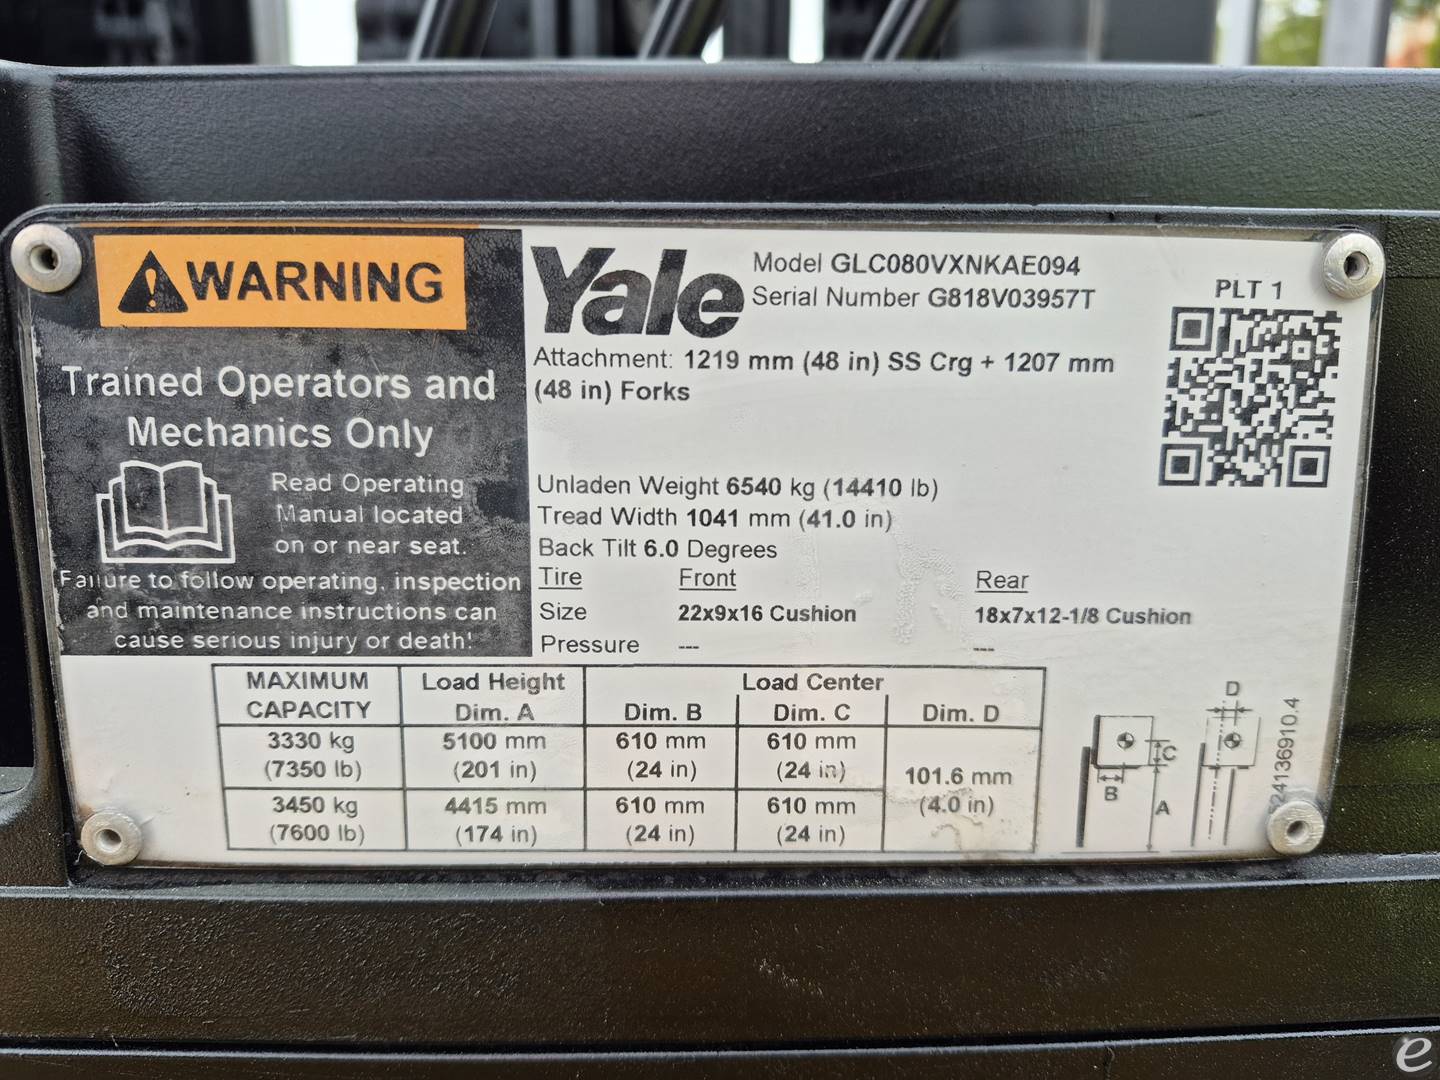 WARNING
Trained Operators and
Mechanics Only
Read Operating
Manual located
on or near seat.
Failure to follow operating, inspection
and maintenance instructions can
cause serious injury or death!
Yale
Model GLC080VXNKAE094
Serial Number G818V03957T
PLT 1
Attachment: 1219 mm (48 in) SS Crg + 1207 mm
(48 in) Forks
Unladen Weight 6540 kg (14410 lb)
Tread Width 1041 mm (41.0 in)
Back Tilt 6.0 Degrees
Tire Front Rear
Size 22x9x16 Cushion 18x7x12-1/8 Cushion
Pressure --- ---
MAXIMUM Load Height Load Center
CAPACITY Dim. A Dim. B Dim. C Dim. D
3330 kg 5100 mm 610 mm 610 mm
(7350 lb) (201 in) (24 in) (24 in) 101.6 mm
3450 kg 4415 mm 610 mm 610 mm (4.0 in)
(7600 lb) (174 in) (24 in) (24 in)
D
C
B
A
524136910.4
e